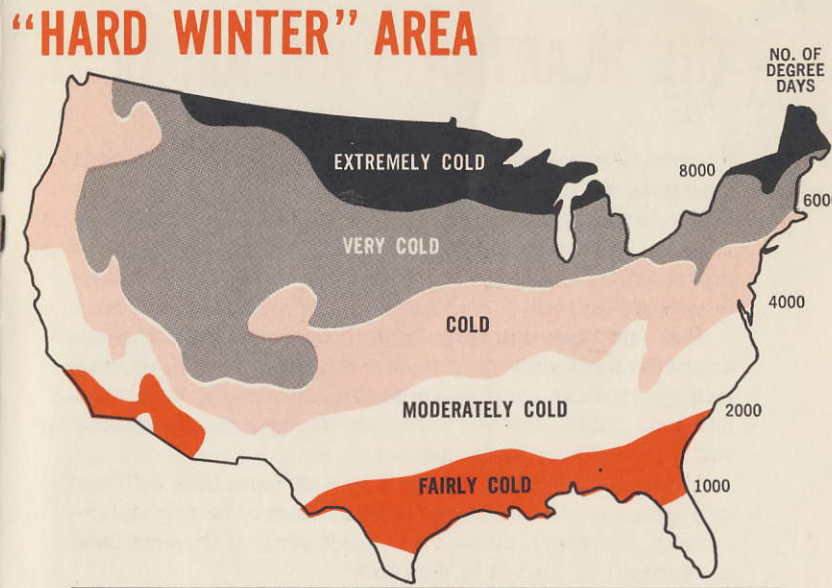 “HARD WINTER” AREA
NO. OF
DEGREE
DAYS
EXTREMELY COLD
8000
6000
VERY COLD
4000
COLD
MODERATELY COLD
2000
FAIRLY COLD
1000